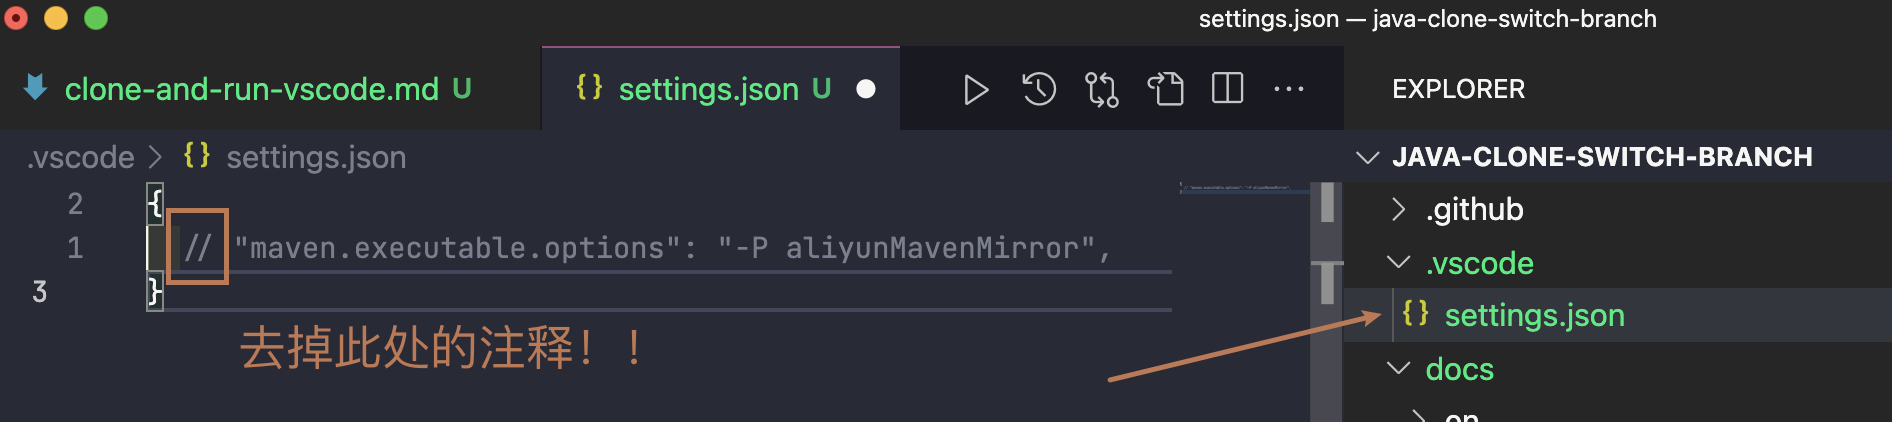 settings.json — java-clone-switch-branch
clone-and-run-vscode.md U
{} settings.json U
EXPLORER
.vscode > {} settings.json
JAVA-CLONE-SWITCH-BRANCH
2 {
1 // "maven.executable.options": "-P aliyunMavenMirror",
3 }
去掉此处的注释！！
.github
.vscode
{} settings.json
docs
en